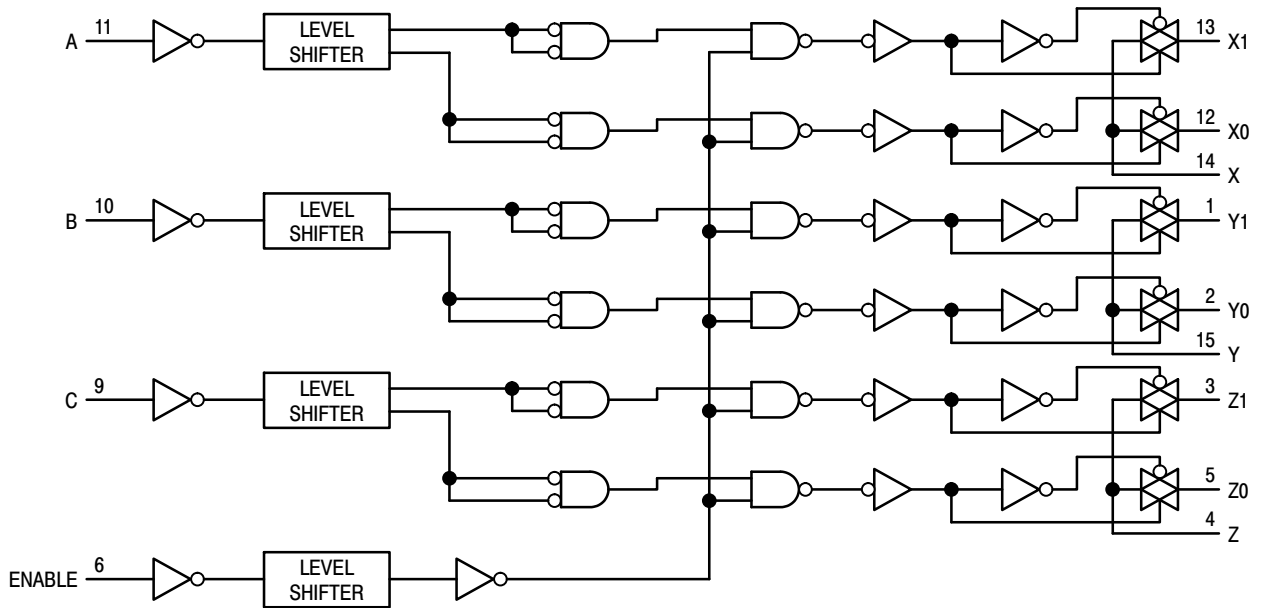 11
A
LEVEL
SHIFTER
13
X1
12
X0
14
X
10
B
LEVEL
SHIFTER
1
Y1
2
Y0
15
Y
9
C
LEVEL
SHIFTER
3
Z1
5
Z0
4
Z
6
ENABLE
LEVEL
SHIFTER